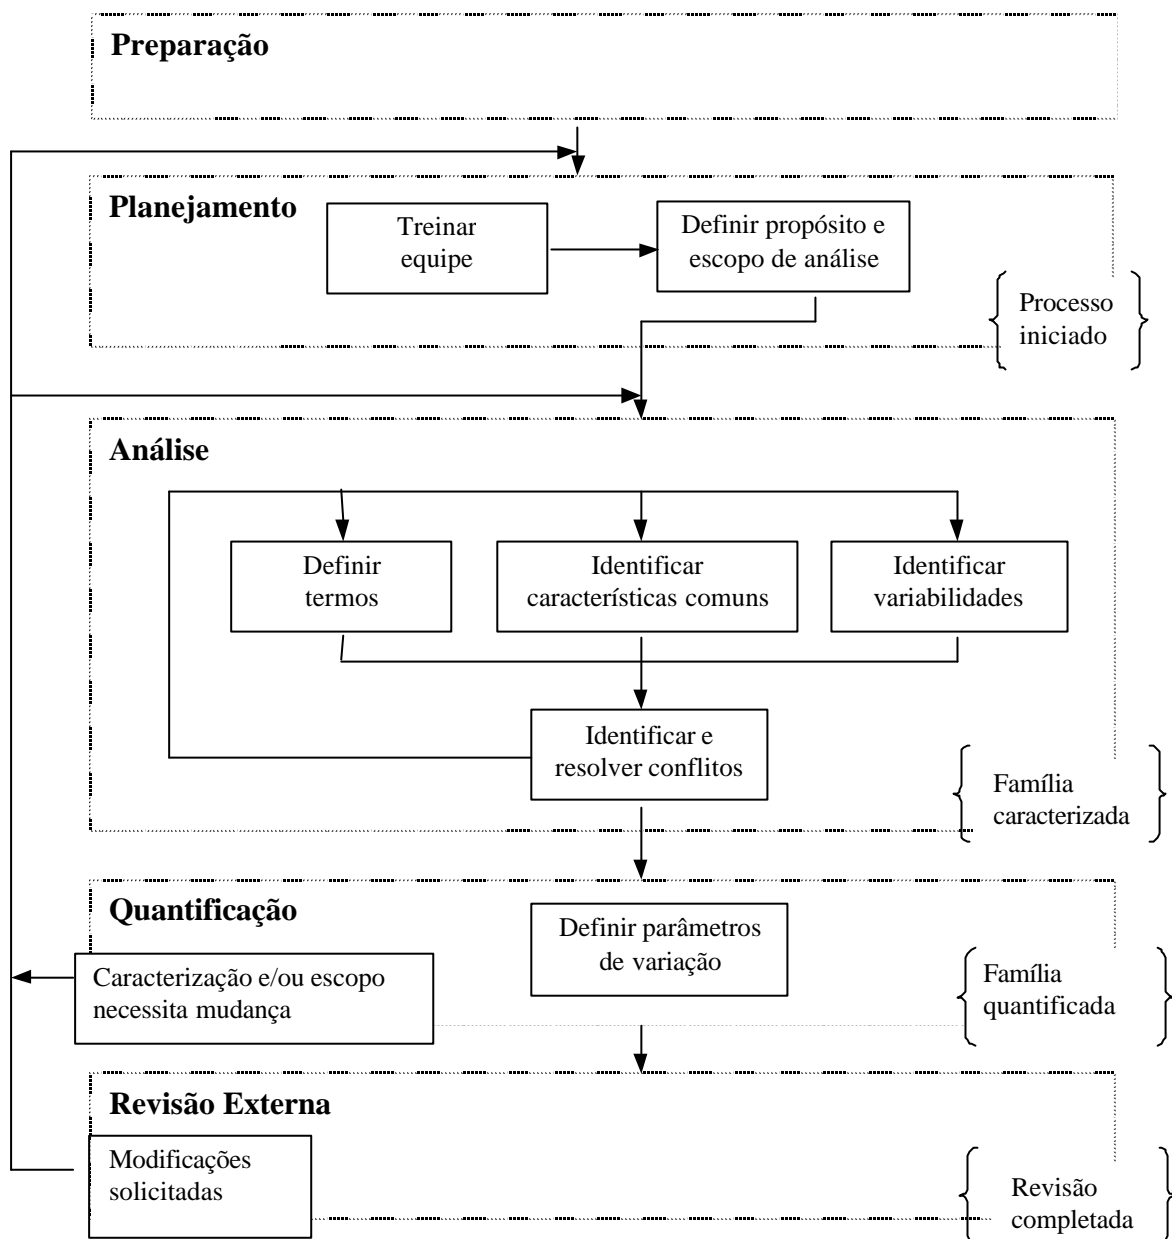 Preparação
Planejamento
Treinar
equipe
Definir propósito e
escopo de análise
Processo
iniciado
Análise
Definir
termos
Identificar
características comuns
Identificar
variabilidades
Identificar e
resolver conflitos
Família
caracterizada
Quantificação
Definir parâmetros
de variação
Caracterização e/ou escopo
necessita mudança
Família
quantificada
Revisão Externa
Modificações
solicitadas
Revisão
completada